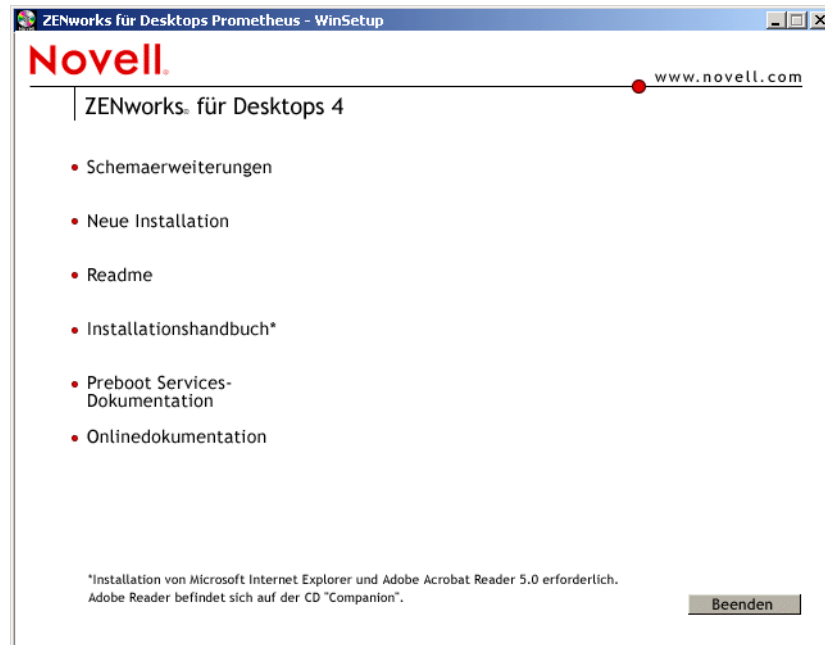 ZENworks für Desktops Prometheus - WinSetup
Novell.
www.novell.com
ZENworks® für Desktops 4
Schemaerweiterungen
Neue Installation
Readme
Installationshandbuch*
Preboot Services-
Dokumentation
Onlinedokumentation
*Installation von Microsoft Internet Explorer und Adobe Acrobat Reader 5.0 erforderlich.
Adobe Reader befindet sich auf der CD "Companion".
Beenden